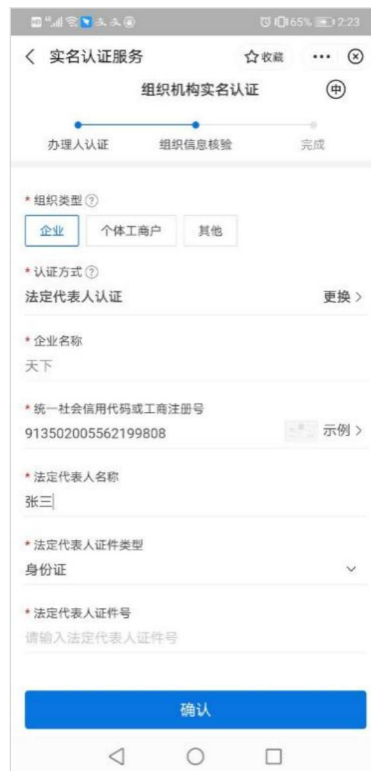 65% 2:23
实名认证服务 ☆收藏 ···
组织机构实名认证 中
办理人认证 组织信息核验 完成
* 组织类型 ?
企业 个体工商户 其他
* 认证方式 ?
法定代表人认证 更换 >
* 企业名称
天下
* 统一社会信用代码或工商注册号
913502005562199808 示例 >
* 法定代表人名称
张三
* 法定代表人证件类型
身份证
* 法定代表人证件号
请输入法定代表人证件号
确认